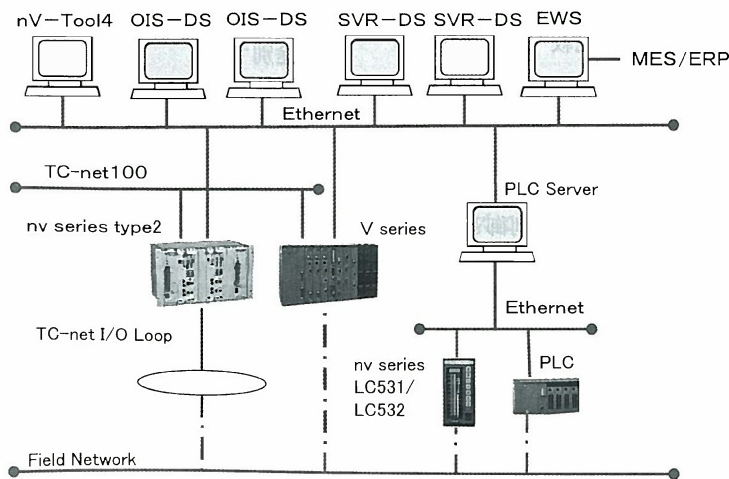 nV-Tool4 OIS-DS OIS-DS SVR-DS SVR-DS EWS
MES/ERP
Ethernet
TC-net100
PLC Server
nv series type2
V series
Ethernet
TC-net I/O Loop
nv series
LC531/
LC532
PLC
Field Network